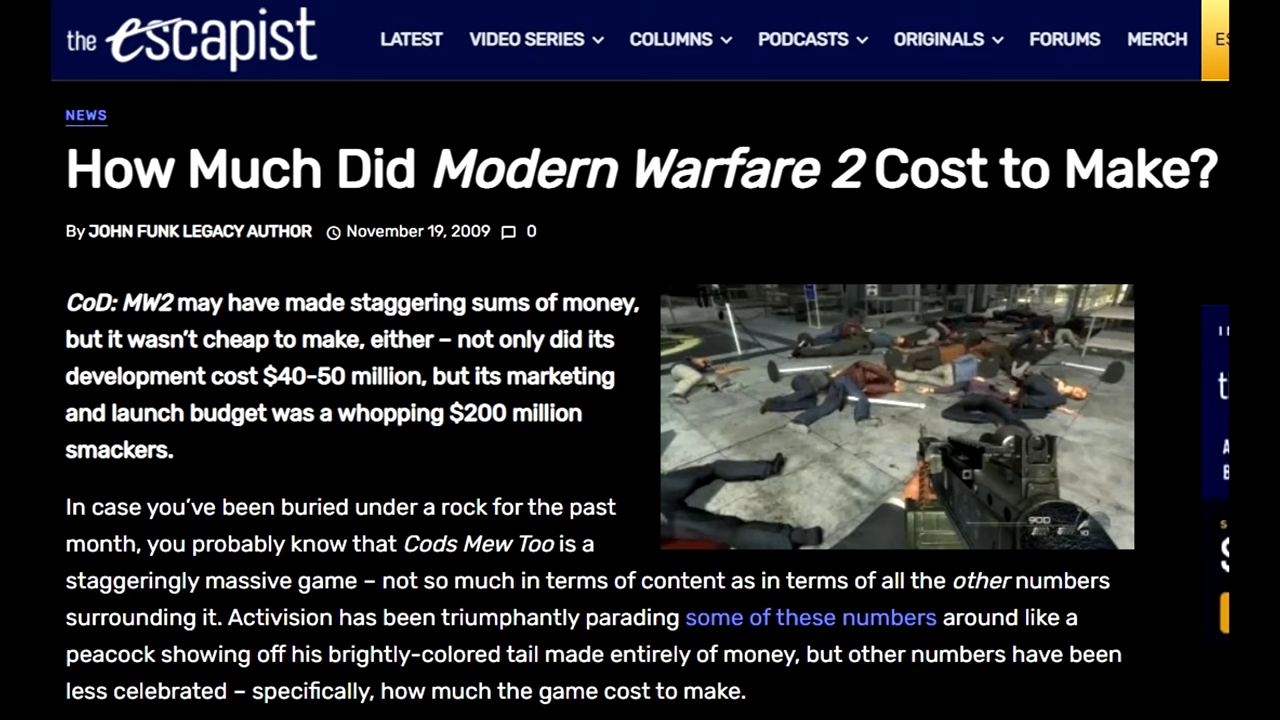 the escapist
LATEST VIDEO SERIES COLUMNS PODCASTS ORIGINALS FORUMS MERCH ES
NEWS
How Much Did Modern Warfare 2 Cost to Make?
By JOHN FUNK LEGACY AUTHOR November 19, 2009 0
CoD: MW2 may have made staggering sums of money,
but it wasn't cheap to make, either – not only did its
development cost $40-50 million, but its marketing
and launch budget was a whopping $200 million
smackers.
In case you've been buried under a rock for the past
month, you probably know that Cods Mew Too is a
staggeringly massive game – not so much in terms of content as in terms of all the other numbers
surrounding it. Activision has been triumphantly parading some of these numbers around like a
peacock showing off his brightly-colored tail made entirely of money, but other numbers have been
less celebrated – specifically, how much the game cost to make.